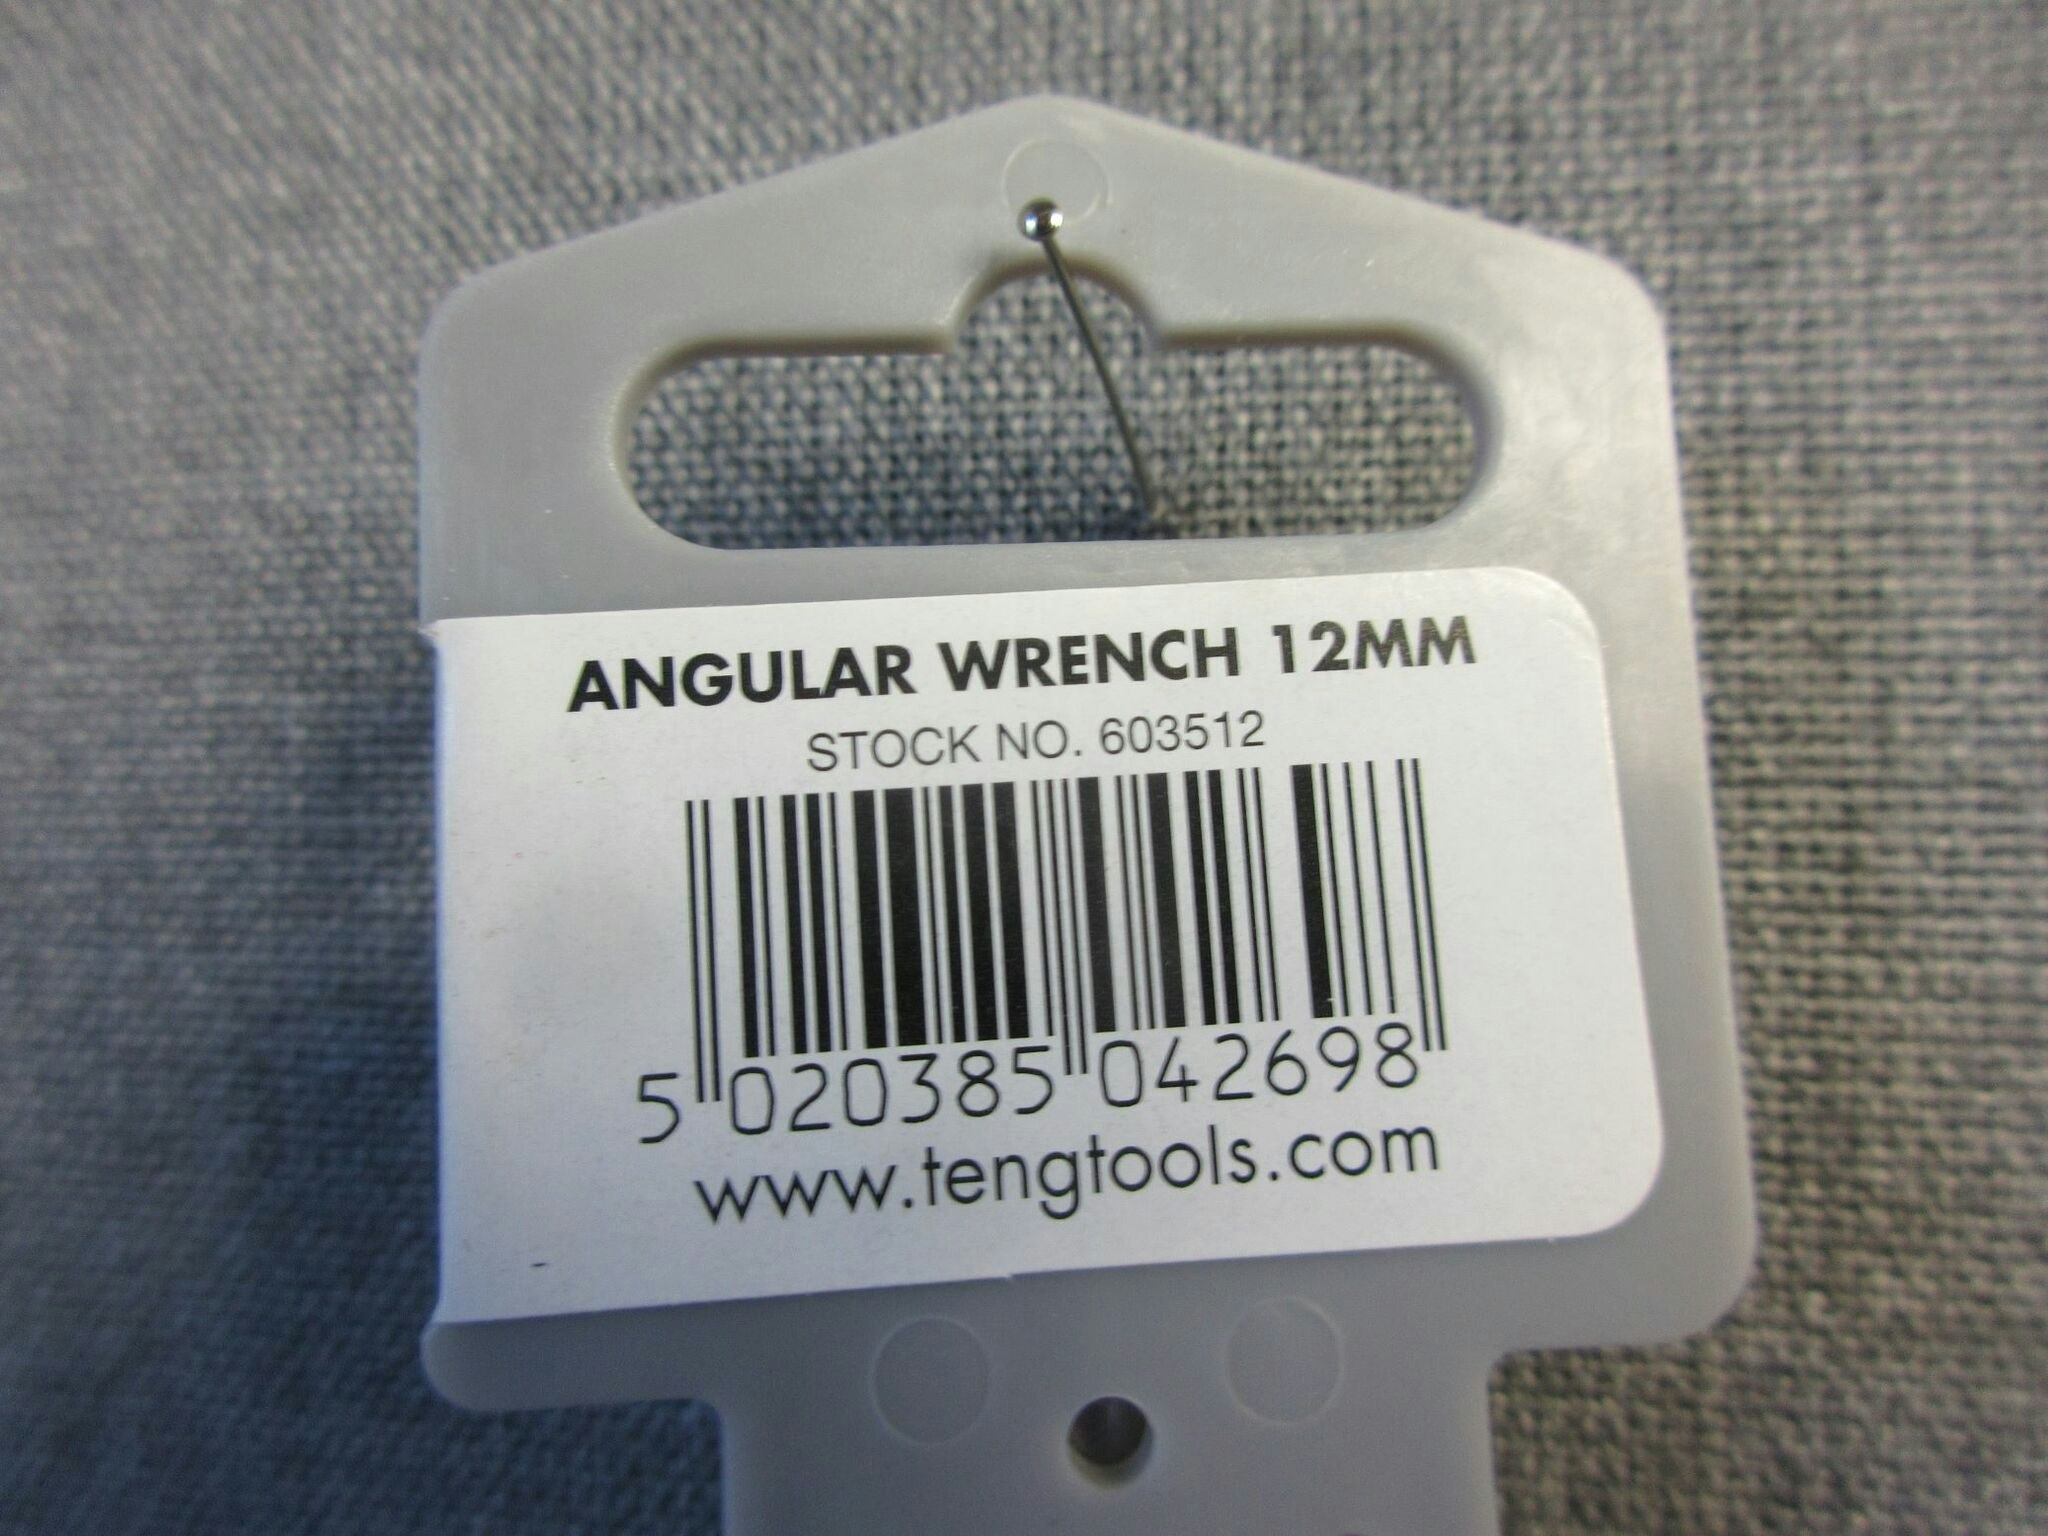 ANGULAR WRENCH 12MM
STOCK NO. 603512
5 020385 042698
www.tengtools.com